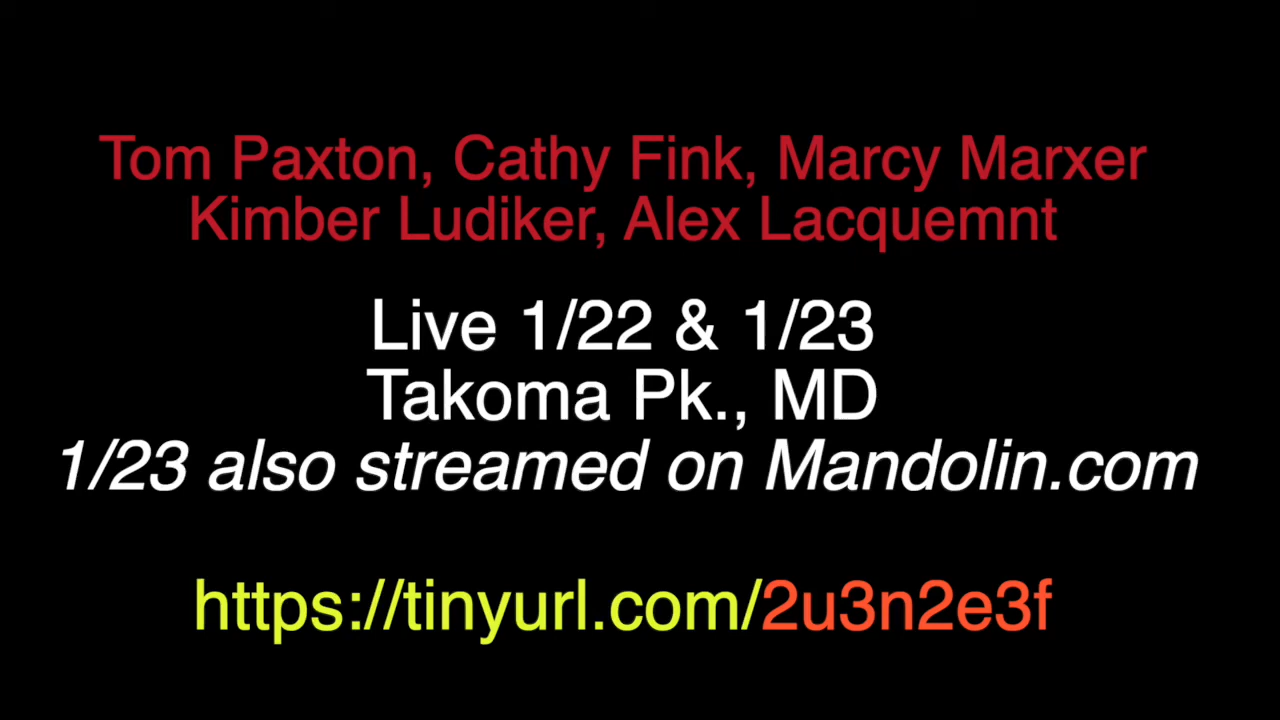 Tom Paxton, Cathy Fink, Marcy Marxer
Kimber Ludiker, Alex Lacquemnt
Live 1/22 & 1/23
Takoma Pk., MD
1/23 also streamed on Mandolin.com
https://tinyurl.com/2u3n2e3f